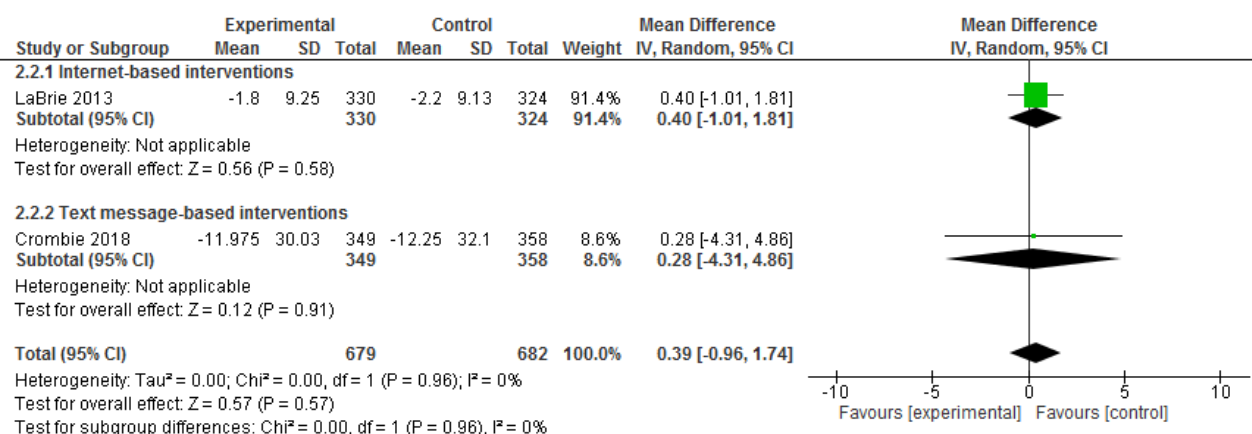 Experimental Control Mean Difference Mean Difference
Study or Subgroup Mean SD Total Mean SD Total Weight IV, Random, 95% CI IV, Random, 95% CI
2.2.1 Internet-based interventions
LaBrie 2013 -1.8 9.25 330 -2.2 9.13 324 91.4% 0.40 [-1.01, 1.81]
Subtotal (95% CI) 330 324 91.4% 0.40 [-1.01, 1.81]
Heterogeneity: Not applicable
Test for overall effect: Z = 0.56 (P = 0.58)
2.2.2 Text message-based interventions
Crombie 2018 -11.975 30.03 349 -12.25 32.1 358 8.6% 0.28 [-4.31, 4.86]
Subtotal (95% CI) 349 358 8.6% 0.28 [-4.31, 4.86]
Heterogeneity: Not applicable
Test for overall effect: Z = 0.12 (P = 0.91)
Total (95% CI) 679 682 100.0% 0.39 [-0.96, 1.74]
Heterogeneity: Tau² = 0.00; Chi² = 0.00, df = 1 (P = 0.96); I² = 0%
Test for overall effect: Z = 0.57 (P = 0.57)
Test for subgroup differences: Chi² = 0.00, df = 1 (P = 0.96), I² = 0%
-10 -5 0 5 10
Favours [experimental] Favours [control]